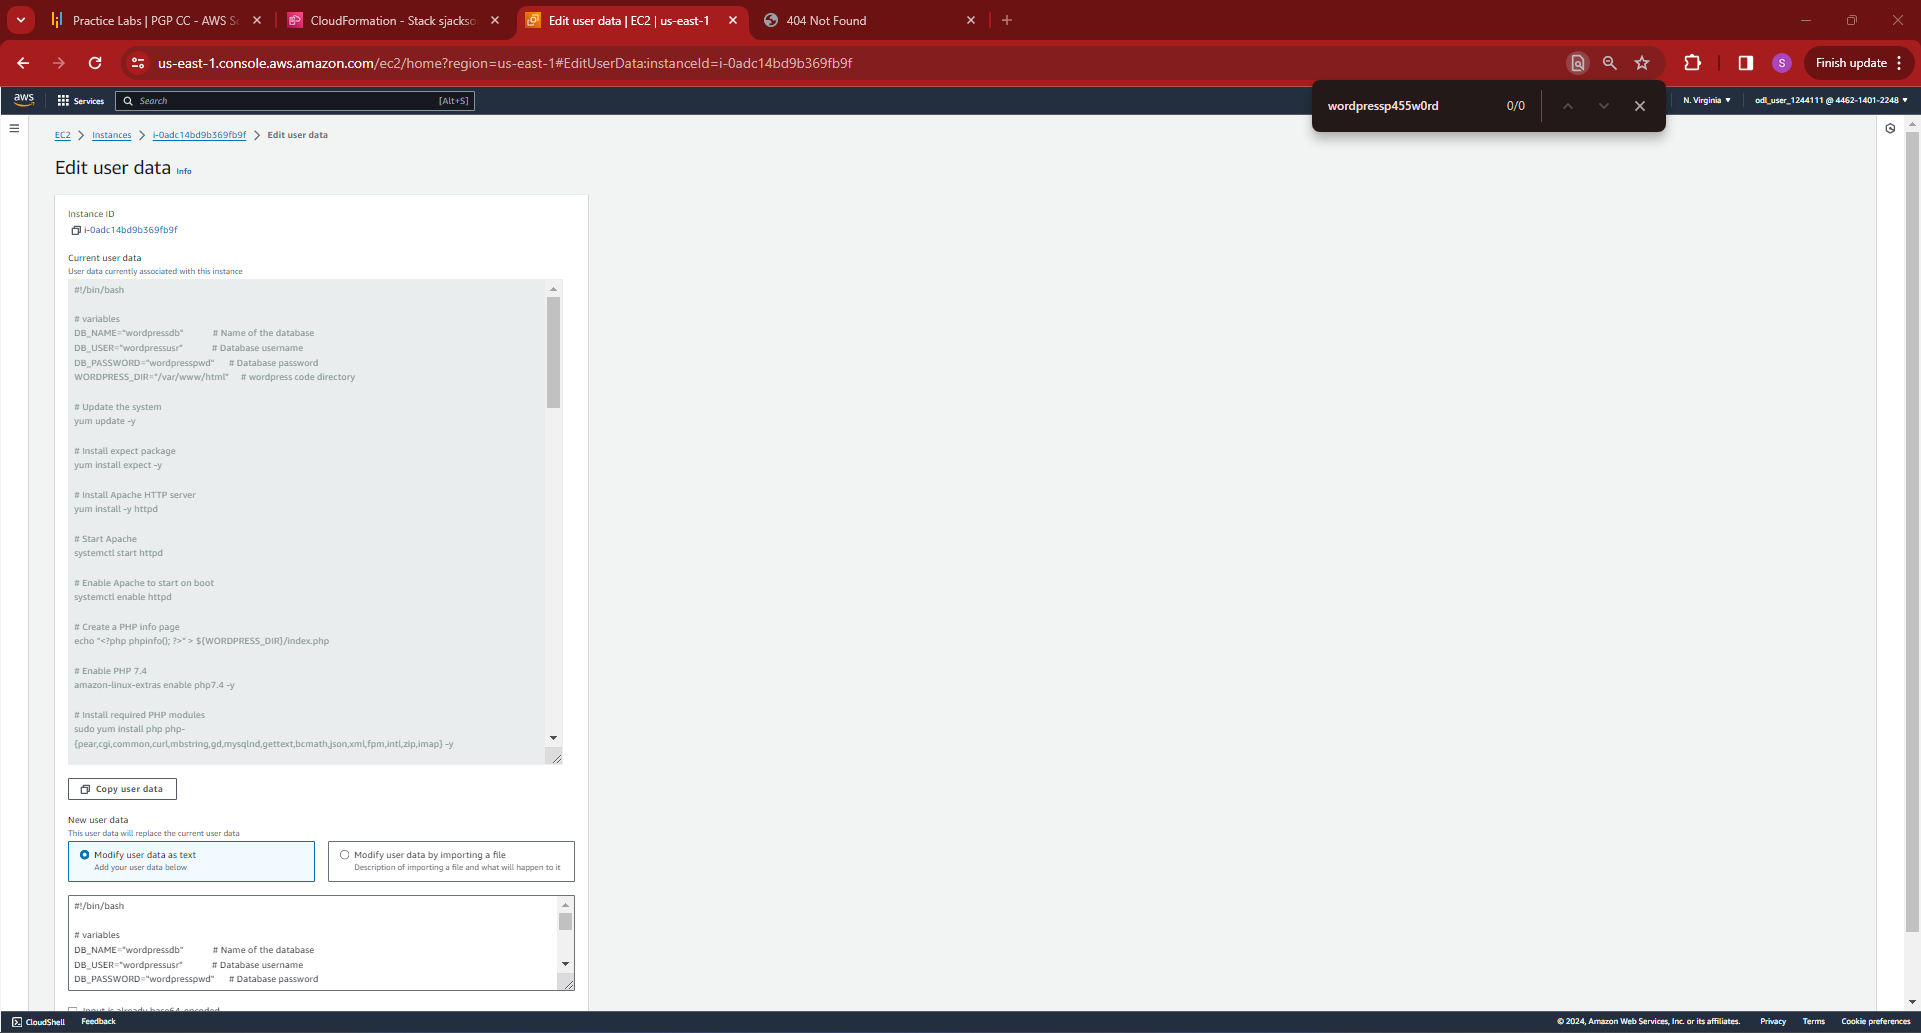 Practice Labs | PGP CC - AWS S
CloudFormation - Stack sjackso
Edit user data | EC2 | us-east-1
404 Not Found
us-east-1.console.aws.amazon.com/ec2/home?region=us-east-1#EditUserData:instanceId=i-0adc14bd9b369fb9f
S
Finish update
aws
Services
Search
[Alt+S]
wordpressp455w0rd
0/0
N. Virginia
odl_user_1244111 @ 4462-1401-2248
EC2
Instances
i-0adc14bd9b369fb9f
Edit user data
Edit user data
Info
Instance ID
i-0adc14bd9b369fb9f
Current user data
User data currently associated with this instance
#!/bin/bash
# variables
DB_NAME="wordpressdb" # Name of the database
DB_USER="wordpressusr" # Database username
DB_PASSWORD="wordpresspwd" # Database password
WORDPRESS_DIR="/var/www/html" # wordpress code directory
# Update the system
yum update -y
# Install expect package
yum install expect -y
# Install Apache HTTP server
yum install -y httpd
# Start Apache
systemctl start httpd
# Enable Apache to start on boot
systemctl enable httpd
# Create a PHP info page
echo "<?php phpinfo(); ?>" > ${WORDPRESS_DIR}/index.php
# Enable PHP 7.4
amazon-linux-extras enable php7.4 -y
# Install required PHP modules
sudo yum install php php-
{pear,cgi,common,curl,mbstring,gd,mysqlnd,gettext,bcmath,json,xml,fpm,intl,zip,imap} -y
Copy user data
New user data
This user data will replace the current user data
Modify user data as text
Add your user data below
Modify user data by importing a file
Description of importing a file and what will happen to it
#!/bin/bash
# variables
DB_NAME="wordpressdb" # Name of the database
DB_USER="wordpressusr" # Database username
DB_PASSWORD="wordpresspwd" # Database password
Input is already base64-encoded
CloudShell
Feedback
© 2024, Amazon Web Services, Inc. or its affiliates.
Privacy
Terms
Cookie preferences